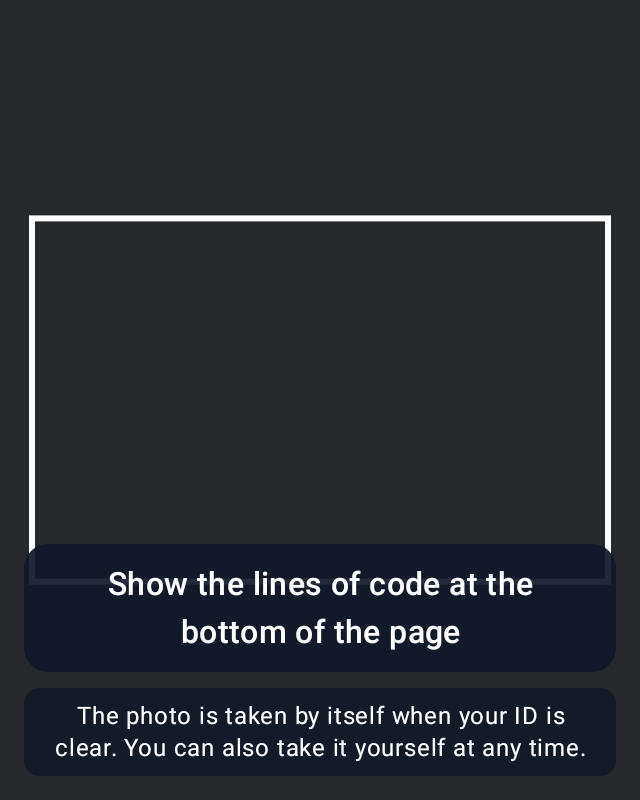 Show the lines of code at the
bottom of the page
The photo is taken by itself when your ID is
clear. You can also take it yourself at any time.